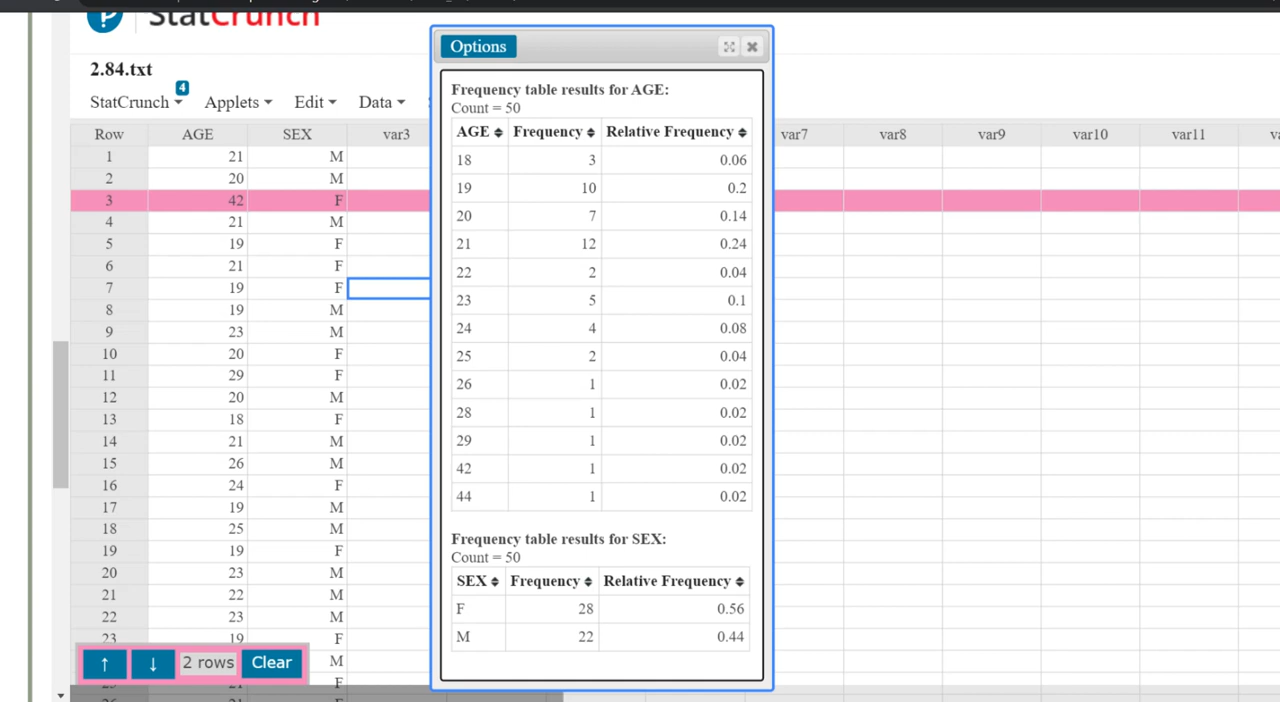 StatCrunch
2.84.txt
StatCrunch 4 Applets Edit Data
Row AGE SEX var3 var7 var8 var9 var10 var11
1 21 M
2 20 M
3 42 F
4 21 M
5 19 F
6 21 F
7 19 F
8 19 M
9 23 M
10 20 F
11 29 F
12 20 M
13 18 F
14 21 M
15 26 M
16 24 F
17 19 M
18 25 M
19 19 F
20 23 M
21 22 M
22 23 M
23 19 F
M
F
↑ ↓ 2 rows Clear
Options
Frequency table results for AGE:
Count = 50
AGE Frequency Relative Frequency
18 3 0.06
19 10 0.2
20 7 0.14
21 12 0.24
22 2 0.04
23 5 0.1
24 4 0.08
25 2 0.04
26 1 0.02
28 1 0.02
29 1 0.02
42 1 0.02
44 1 0.02
Frequency table results for SEX:
Count = 50
SEX Frequency Relative Frequency
F 28 0.56
M 22 0.44